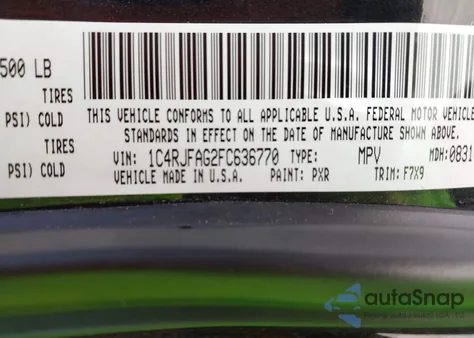 500 LB
TIRES
PSI) COLD
TIRES
PSI) COLD
THIS VEHICLE CONFORMS TO ALL APPLICABLE U.S.A. FEDERAL MOTOR VEHICLE
STANDARDS IN EFFECT ON THE DATE OF MANUFACTURE SHOWN ABOVE.
VIN: 1C4RJFAG2FC636770 TYPE: MPV MDH:0831
VEHICLE MADE IN U.S.A. PAINT: PXR TRIM: F7X9
autoSnap